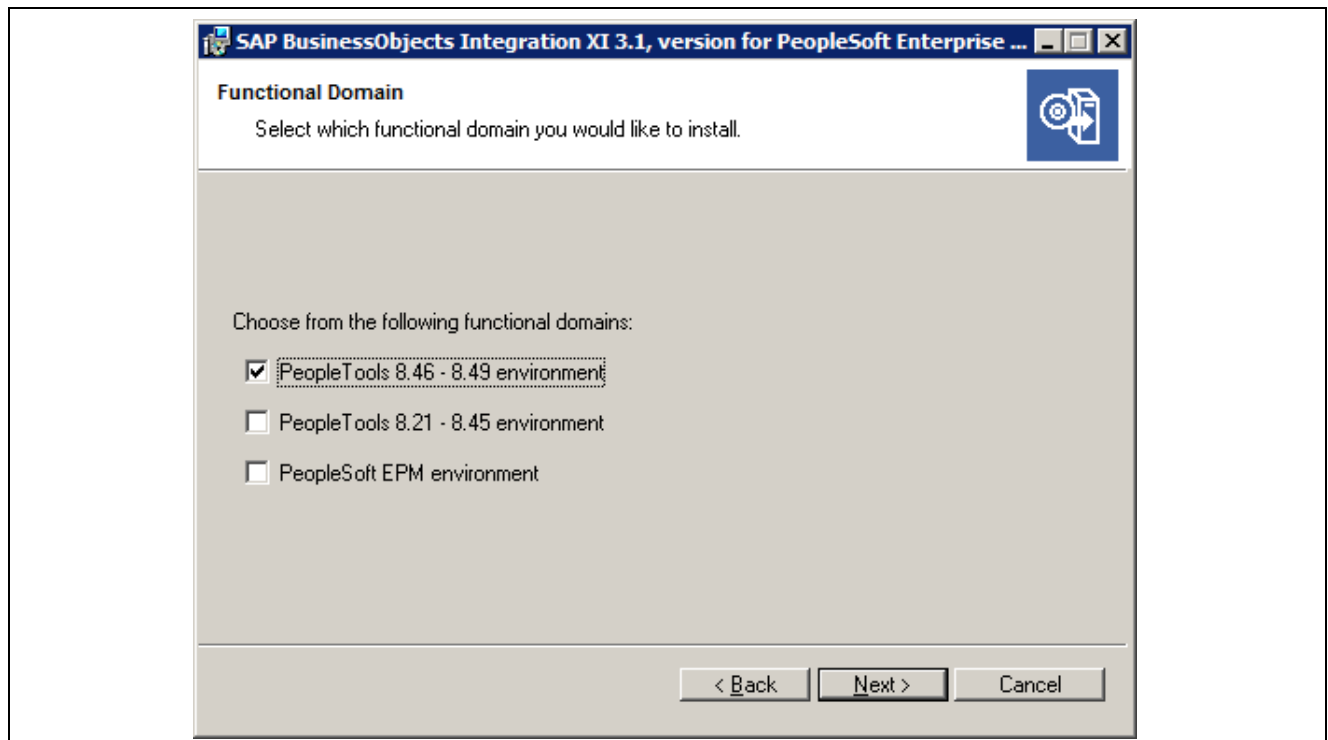 SAP BusinessObjects Integration XI 3.1, version for PeopleSoft Enterprise ...
Functional Domain
Select which functional domain you would like to install.
Choose from the following functional domains:
PeopleTools 8.46 - 8.49 environment
PeopleTools 8.21 - 8.45 environment
PeopleSoft EPM environment
< Back Next > Cancel